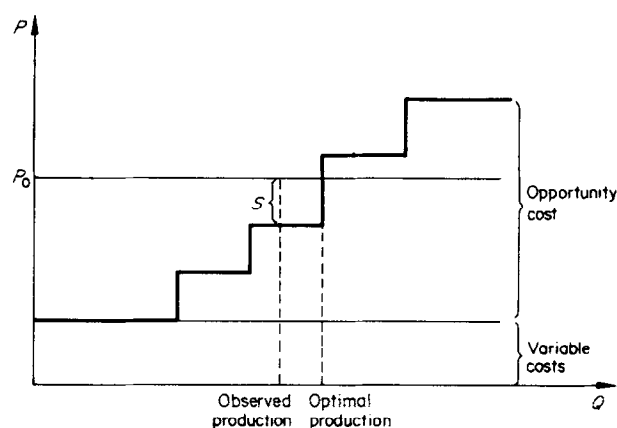 P
P₀
S
Opportunity
cost
Variable
costs
Observed
production
Optimal
production
Q